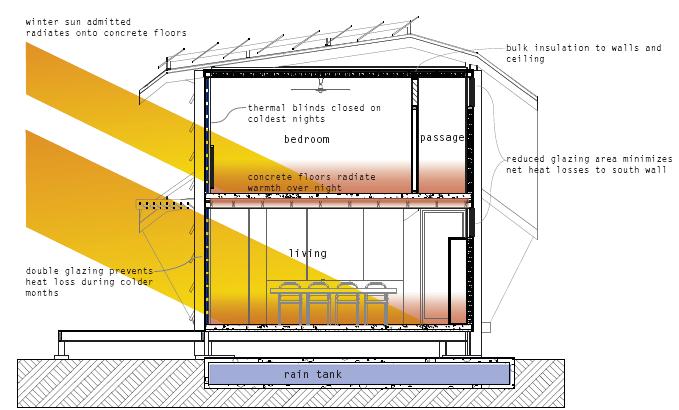 winter sun admitted
radiates onto concrete floors
bulk insulation to walls and
ceiling
thermal blinds closed on
coldest nights
bedroom
passage
reduced glazing area minimizes
net heat losses to south wall
concrete floors radiate
warmth over night
living
double glazing prevents
heat loss during colder
months
rain tank